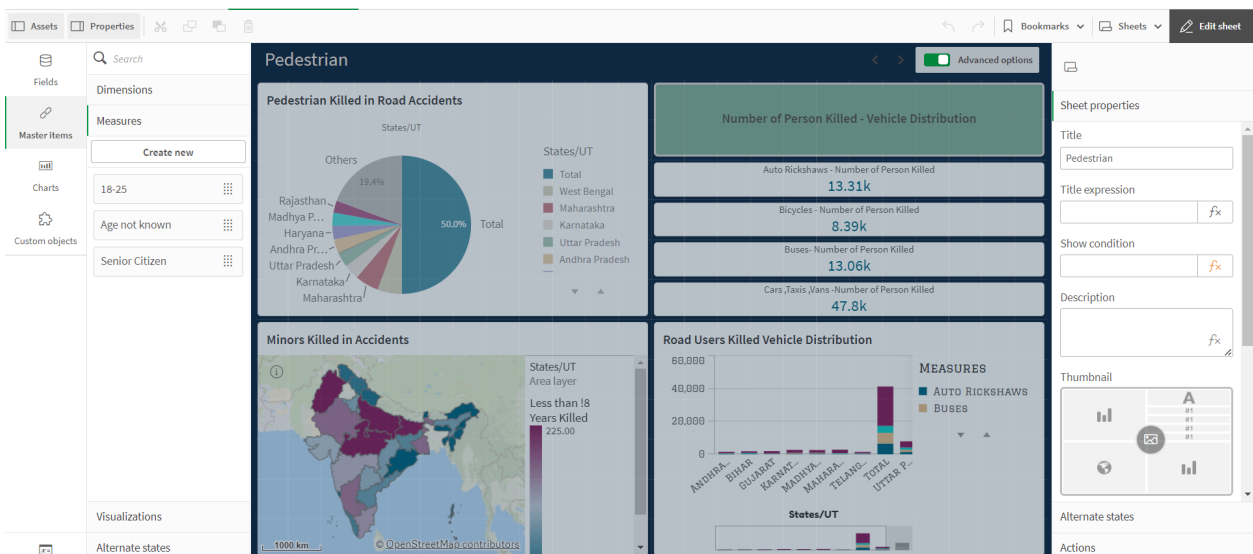 Assets
Properties
Bookmarks
Sheets
Edit sheet
Fields
Master items
Charts
Custom objects
Search
Dimensions
Measures
Create new
18-25
Age not known
Senior Citizen
Visualizations
Alternate states
Pedestrian
Advanced options
Pedestrian Killed in Road Accidents
States/UT
Others
19.4%
Rajasthan
Madhya P...
Haryana
Andhra Pr...
Uttar Pradesh
Karnataka
Maharashtra
50.0%
Total
States/UT
Total
West Bengal
Maharashtra
Karnataka
Uttar Pradesh
Andhra Pradesh
Number of Person Killed - Vehicle Distribution
Auto Rickshaws - Number of Person Killed
13.31k
Bicycles - Number of Person Killed
8.39k
Buses- Number of Person Killed
13.06k
Cars ,Taxis ,Vans -Number of Person Killed
47.8k
Minors Killed in Accidents
States/UT
Area layer
Less than !8
Years Killed
225.00
1000 km
© OpenStreetMap contributors
Road Users Killed Vehicle Distribution
60,000
40,000
20,000
0
ANDHRA...
BIHAR
GUJARAT
KARNAT...
MADHYA...
MAHARA...
TELANG...
TOTAL
UTTAR P...
States/UT
MEASURES
AUTO RICKSHAWS
BUSES
Sheet properties
Title
Pedestrian
Title expression
fx
Show condition
fx
Description
fx
Thumbnail
A
#1
#1
#1
#1
Alternate states
Actions